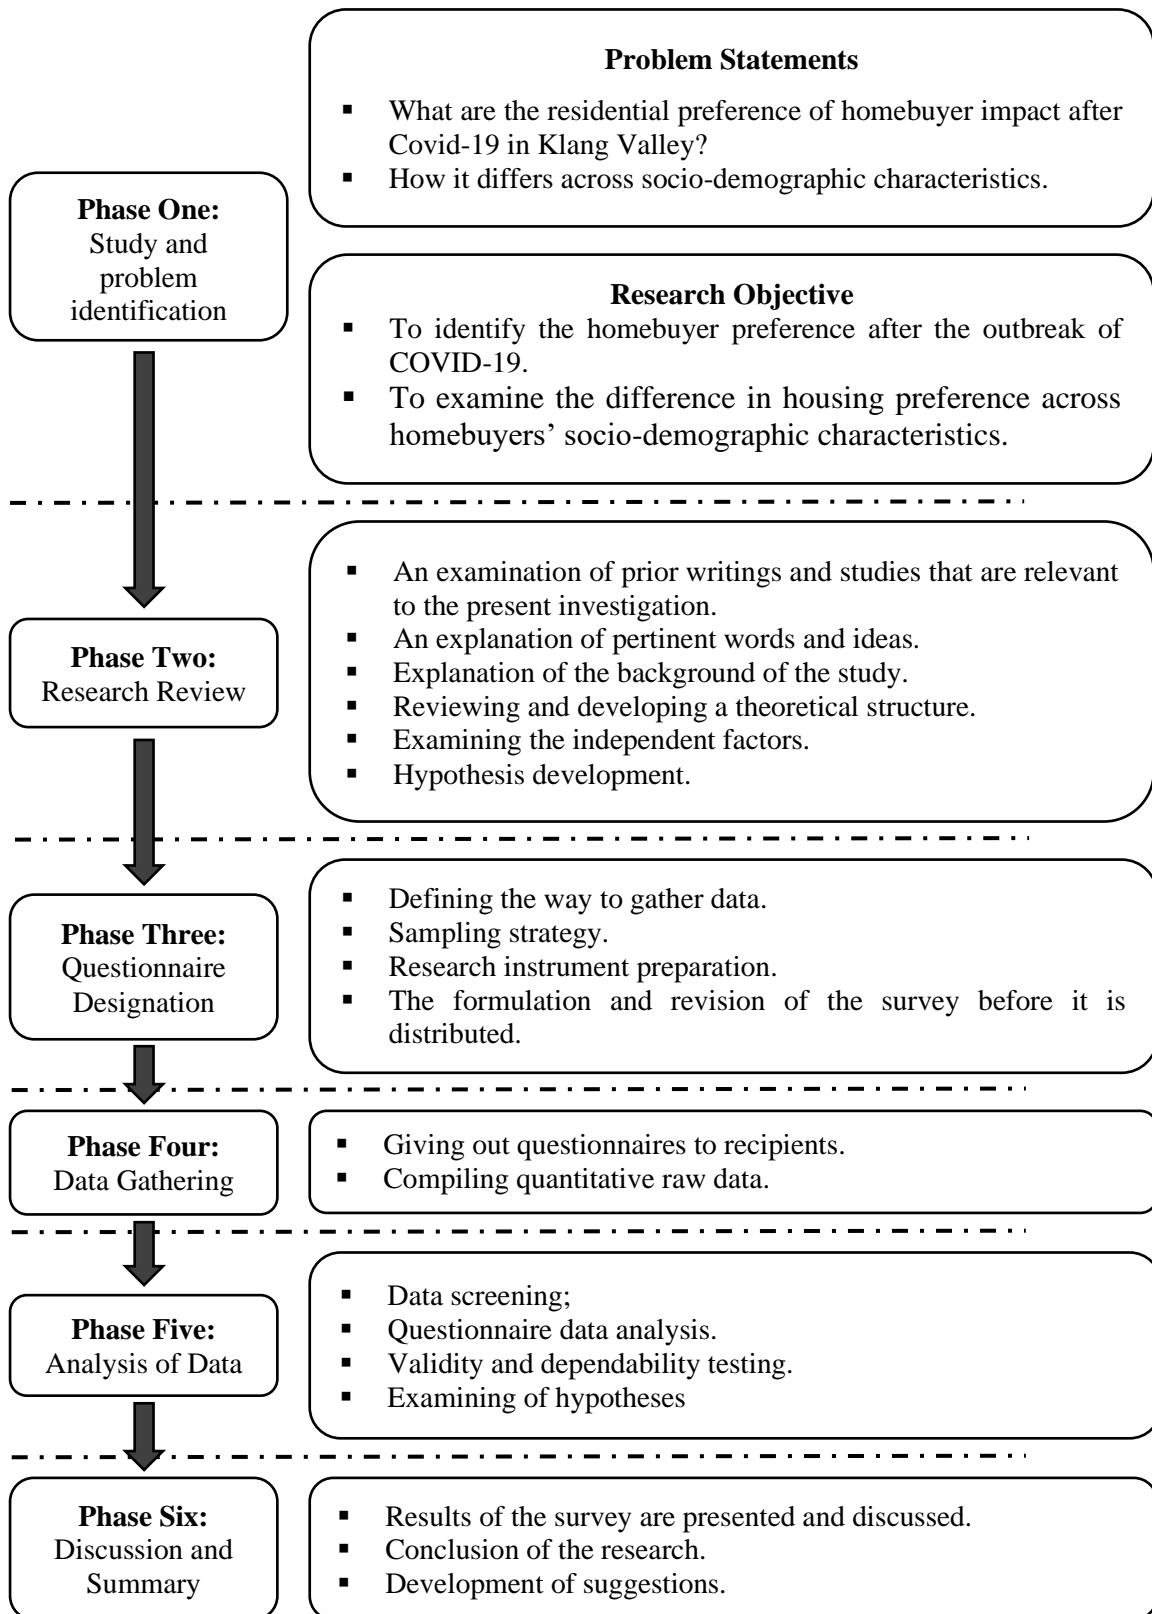 Problem Statements
▪ What are the residential preference of homebuyer impact after
Covid-19 in Klang Valley?
▪ How it differs across socio-demographic characteristics.
Phase One:
Study and
problem
identification
Research Objective
▪ To identify the homebuyer preference after the outbreak of
COVID-19.
▪ To examine the difference in housing preference across
homebuyers’ socio-demographic characteristics.
Phase Two:
Research Review
▪ An examination of prior writings and studies that are relevant
to the present investigation.
▪ An explanation of pertinent words and ideas.
▪ Explanation of the background of the study.
▪ Reviewing and developing a theoretical structure.
▪ Examining the independent factors.
▪ Hypothesis development.
Phase Three:
Questionnaire
Designation
▪ Defining the way to gather data.
▪ Sampling strategy.
▪ Research instrument preparation.
▪ The formulation and revision of the survey before it is
distributed.
Phase Four:
Data Gathering
▪ Giving out questionnaires to recipients.
▪ Compiling quantitative raw data.
Phase Five:
Analysis of Data
▪ Data screening;
▪ Questionnaire data analysis.
▪ Validity and dependability testing.
▪ Examining of hypotheses
Phase Six:
Discussion and
Summary
▪ Results of the survey are presented and discussed.
▪ Conclusion of the research.
▪ Development of suggestions.